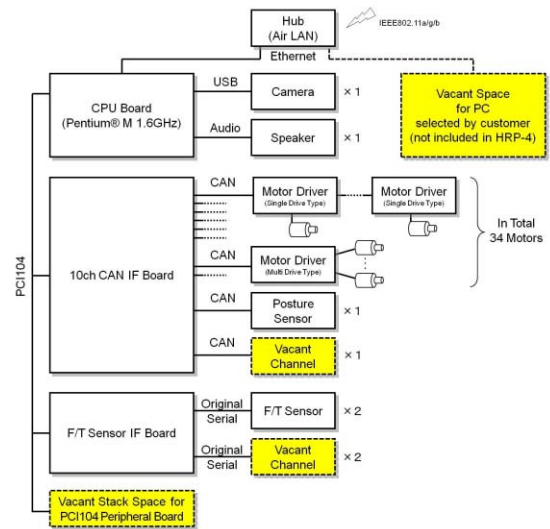 Hub
(Air LAN)
IEEE802.11a/g/b
Ethernet
CPU Board
(Pentium® M 1.6GHz)
USB
Camera
× 1
Audio
Speaker
× 1
Vacant Space
for PC
selected by customer
(not included in HRP-4)
PCI104
10ch CAN IF Board
CAN
Motor Driver
(Single Drive Type)
Motor Driver
(Single Drive Type)
CAN
Motor Driver
(Multi Drive Type)
In Total
34 Motors
CAN
Posture
Sensor
× 1
CAN
Vacant
Channel
× 1
F/T Sensor IF Board
Original
Serial
F/T Sensor
× 2
Original
Serial
Vacant
Channel
× 2
Vacant Stack Space for
PCI104 Peripheral Board